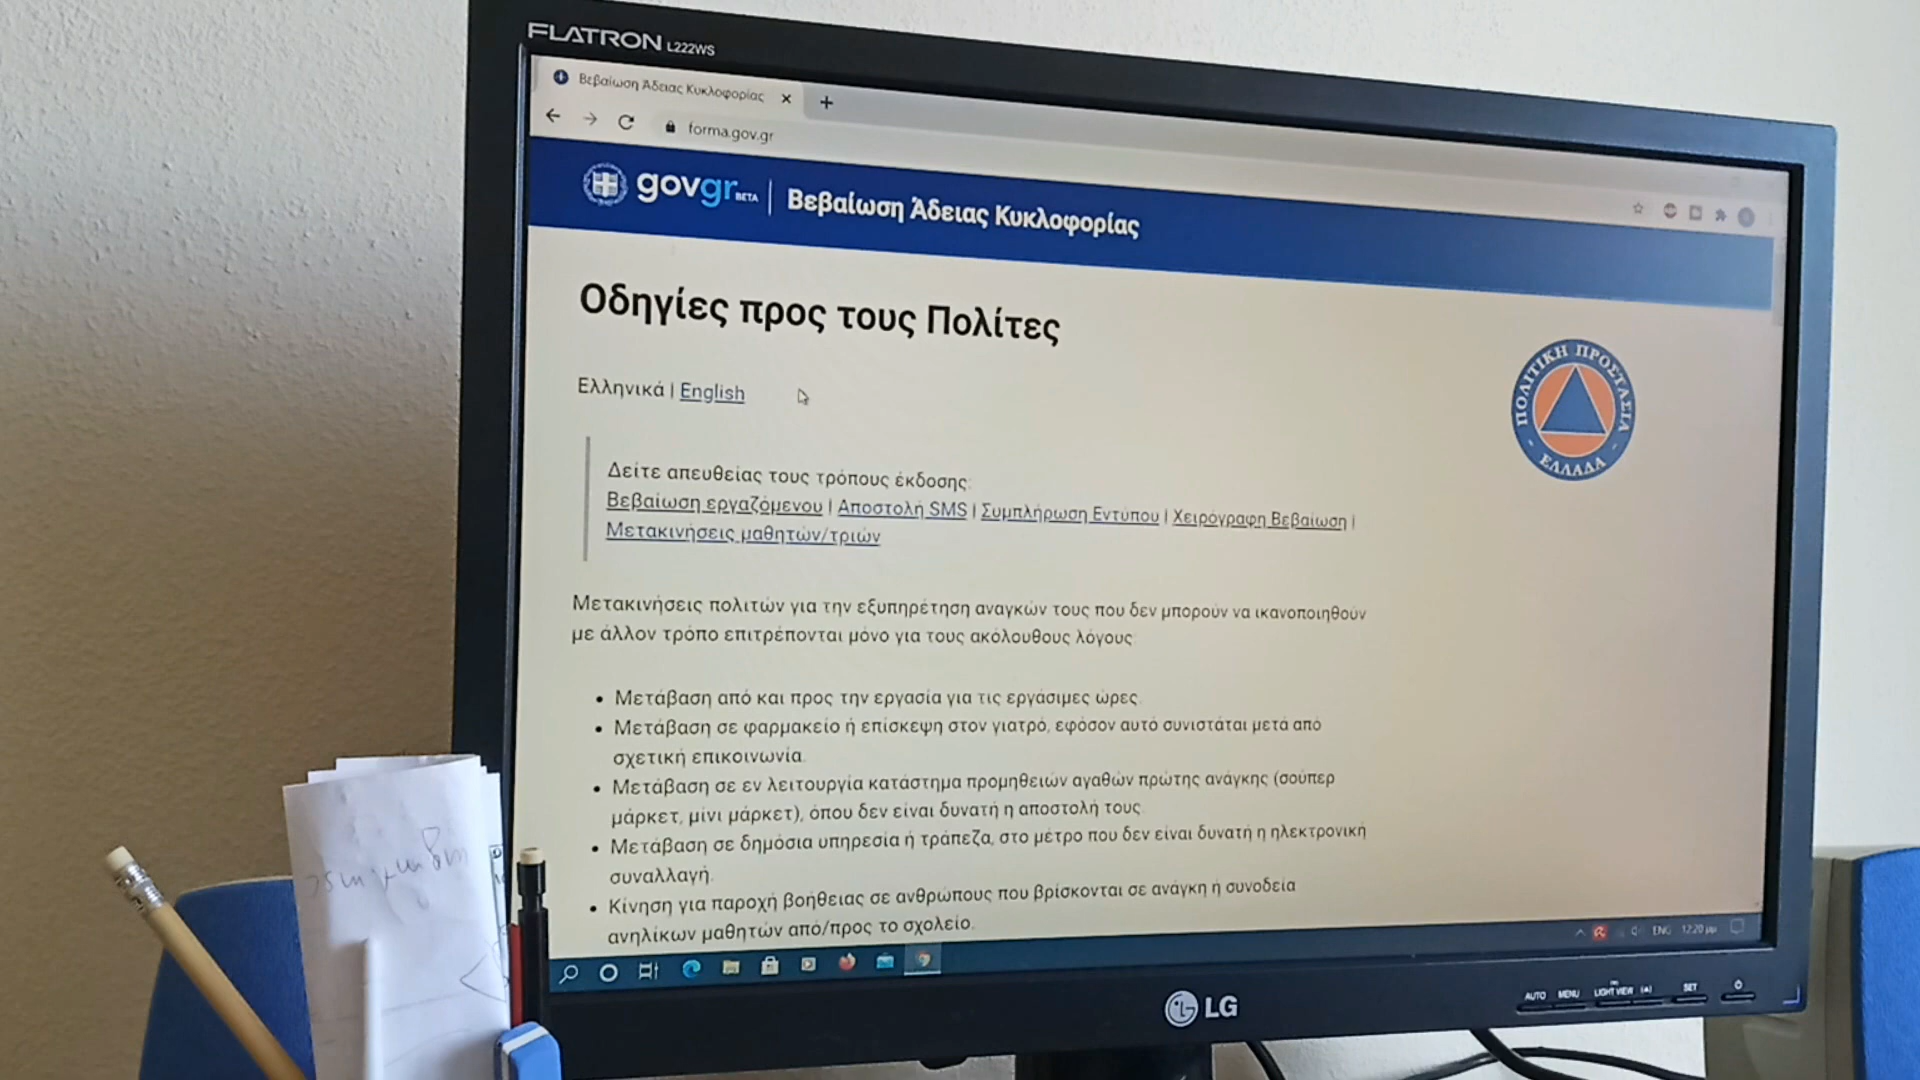 FLATRON L222WS
Βεβαίωση Άδειας Κυκλοφορίας
forma.gov.gr
govgr BETA | Βεβαίωση Άδειας Κυκλοφορίας
Οδηγίες προς τους Πολίτες
Ελληνικά | English
ΠΟΛΙΤΙΚΗ ΠΡΟΣΤΑΣΙΑ - ΕΛΛΑΔΑ -
Δείτε απευθείας τους τρόπους έκδοσης:
Βεβαίωση εργαζόμενου | Αποστολή SMS | Συμπλήρωση Εντύπου | Χειρόγραφη Βεβαίωση |
Μετακινήσεις μαθητών/τριών
Μετακινήσεις πολιτών για την εξυπηρέτηση αναγκών τους που δεν μπορούν να ικανοποιηθούν
με άλλον τρόπο επιτρέπονται μόνο για τους ακόλουθους λόγους:
• Μετάβαση από και προς την εργασία για τις εργάσιμες ώρες.
• Μετάβαση σε φαρμακείο ή επίσκεψη στον γιατρό, εφόσον αυτό συνιστάται μετά από
σχετική επικοινωνία.
• Μετάβαση σε εν λειτουργία κατάστημα προμηθειών αγαθών πρώτης ανάγκης (σούπερ
μάρκετ, μίνι μάρκετ), όπου δεν είναι δυνατή η αποστολή τους.
• Μετάβαση σε δημόσια υπηρεσία ή τράπεζα, στο μέτρο που δεν είναι δυνατή η ηλεκτρονική
συναλλαγή.
• Κίνηση για παροχή βοήθειας σε ανθρώπους που βρίσκονται σε ανάγκη ή συνοδεία
ανηλίκων μαθητών από/προς το σχολείο.
ENG 12:20 μμ
LG
AUTO MENU LIGHT VIEW SET